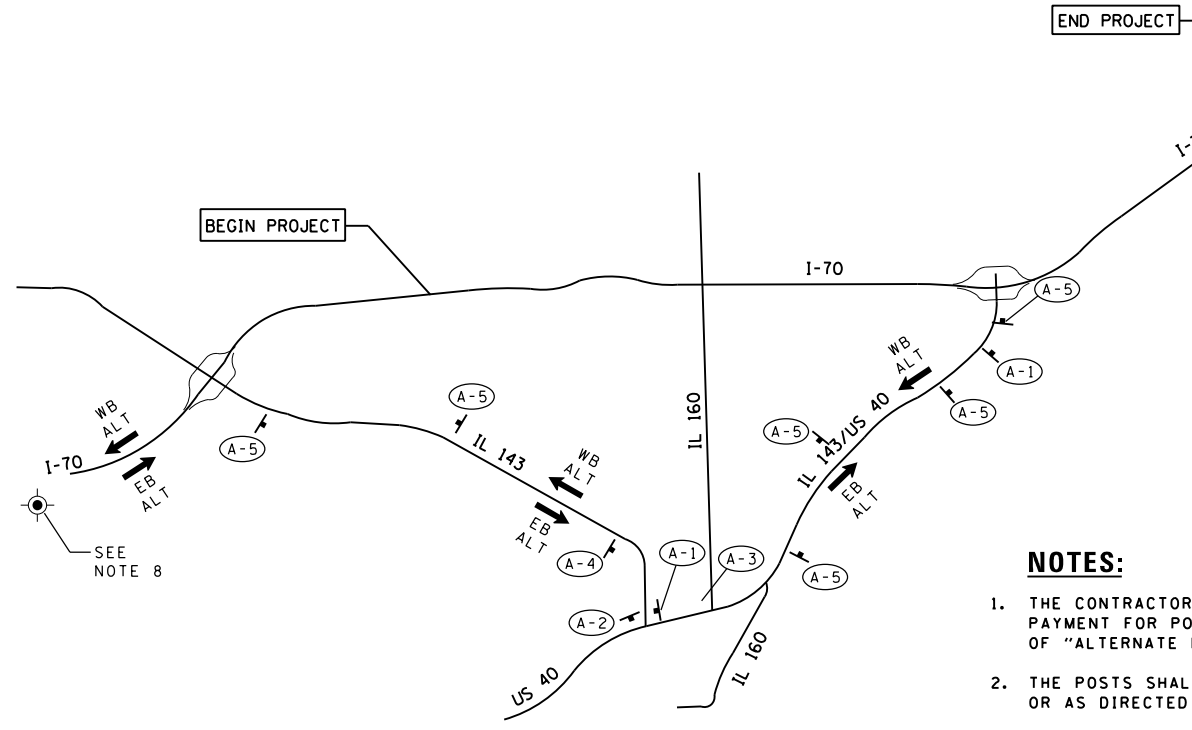 END PROJECT
I-7
BEGIN PROJECT
I-70
A-5
WB
ALT
A-1
A-5
A-5
IL 160
A-5
IL 143/US 40
A-5
WB
ALT
I-70
EB
ALT
IL 143
WB
ALT
EB
ALT
EB
ALT
SEE
NOTE 8
A-4
A-1
A-3
A-5
A-2
IL 160
US 40
NOTES:
1. THE CONTRACTOR
PAYMENT FOR PO
OF "ALTERNATE
2. THE POSTS SHAL
OR AS DIRECTED